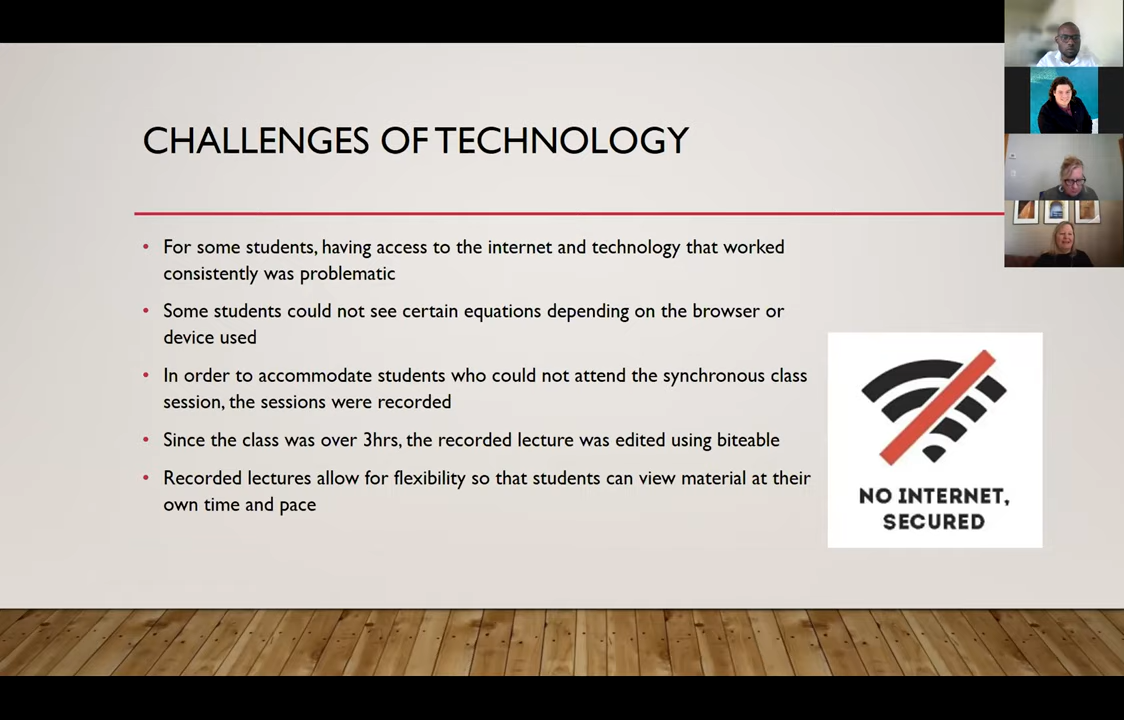 CHALLENGES OF TECHNOLOGY
• For some students, having access to the internet and technology that worked
consistently was problematic
• Some students could not see certain equations depending on the browser or
device used
• In order to accommodate students who could not attend the synchronous class
session, the sessions were recorded
• Since the class was over 3hrs, the recorded lecture was edited using biteable
• Recorded lectures allow for flexibility so that students can view material at their
own time and pace
NO INTERNET,
SECURED